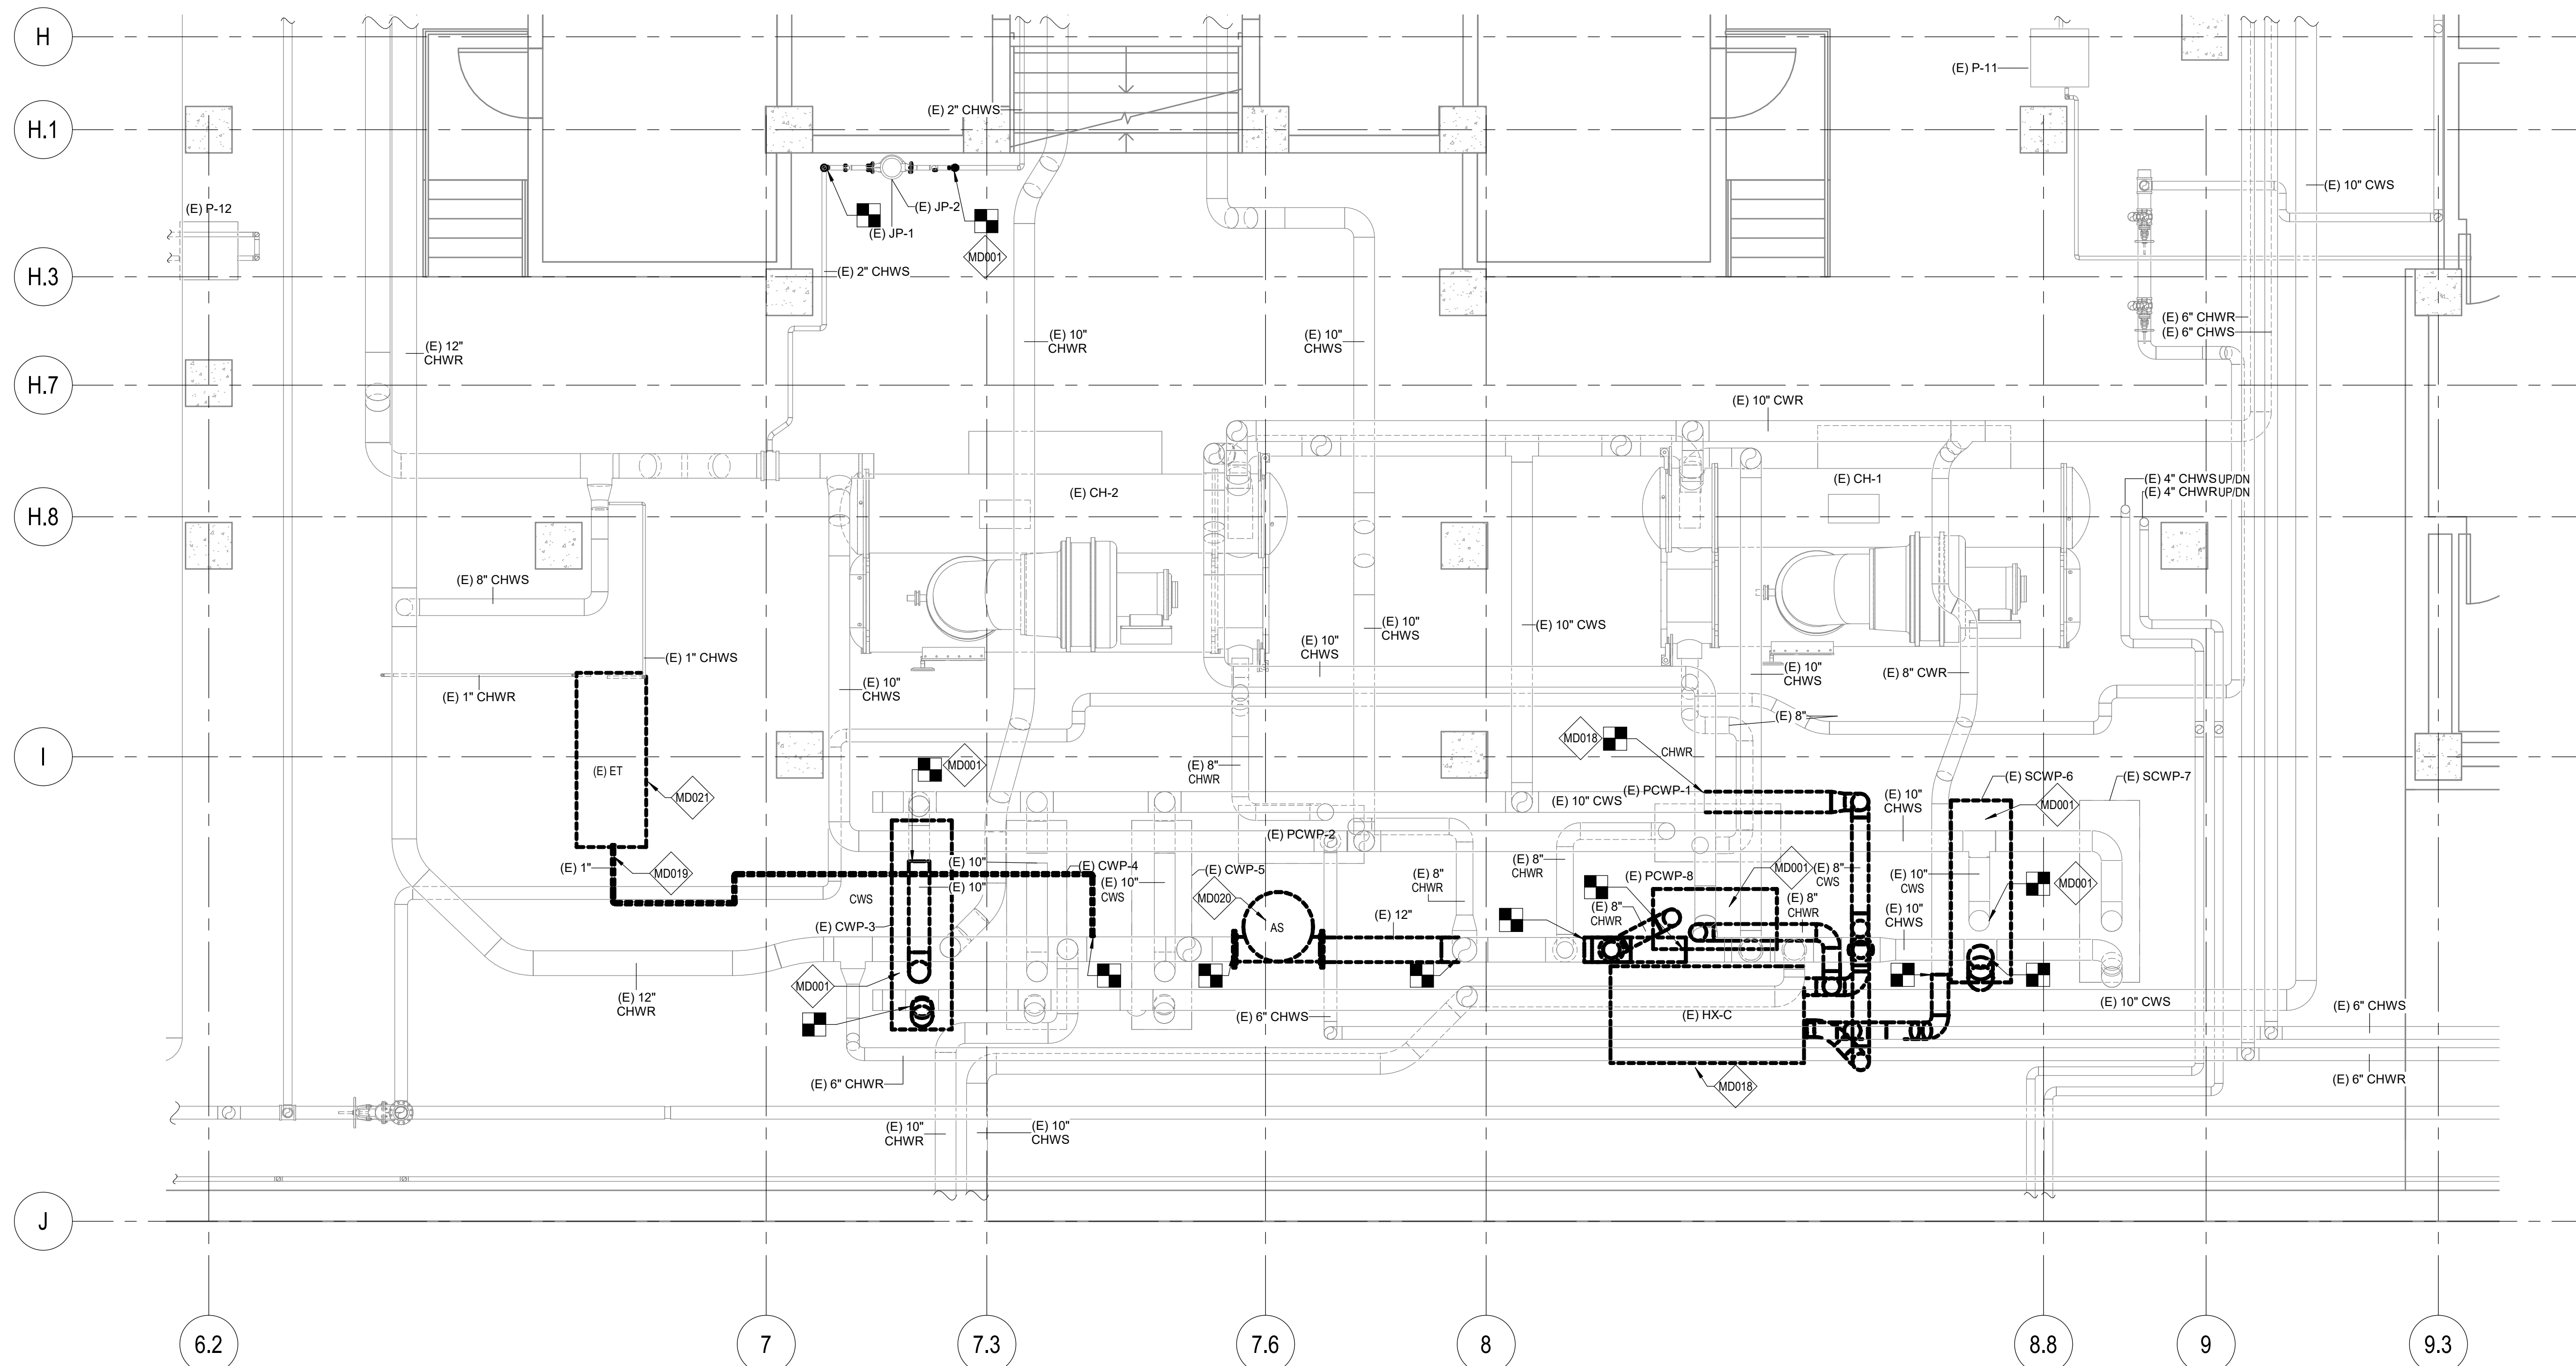 H
(E) P-11
(E) 2" CHWS
H.1
(E) 10" CWS
(E) P-12
(E) JP-2
(E) JP-1
MD001
H.3
(E) 2" CHWS
(E) 6" CHWR
(E) 6" CHWS
(E) 12"
CHWR
(E) 10"
CHWR
(E) 10"
CHWS
H.7
(E) 10" CWR
(E) CH-2
(E) CH-1
(E) 4" CHWS UP/DN
(E) 4" CHWR UP/DN
H.8
(E) 8" CHWS
(E) 10"
CHWS
(E) 10" CWS
(E) 10"
CHWS
(E) 1" CHWS
(E) 1" CHWR
(E) 10"
CHWS
(E) 10"
CHWS
(E) 8" CWR
(E) 8"
CHWR
MD018
I
(E) ET
MD001
(E) 8"
CHWR
MD021
(E) SCWP-6
(E) SCWP-7
(E) PCWP-1
(E) 10" CWS
(E) 10"
CHWS
MD001
(E) PCWP-2
(E) 1"
MD019
(E) 10"
(E) CWP-4
(E) CWP-5
(E) 8"
CHWR
MD001
(E) 8"
CWS
(E) PCWP-8
(E) 10"
CWS
MD001
(E) 10"
CWS
(E) 10"
CWS
MD020
(E) 8"
CHWR
(E) 8"
CHWR
(E) 8"
CHWR
(E) 10"
CHWS
(E) CWP-3
AS
(E) 12"
MD001
(E) 12"
CHWR
(E) 6" CHWS
(E) HX-C
(E) 10" CWS
(E) 6" CHWS
(E) 6" CHWR
MD018
(E) 6" CHWR
(E) 10"
CHWR
(E) 10"
CHWS
J
6.2
7
7.3
7.6
8
8.8
9
9.3